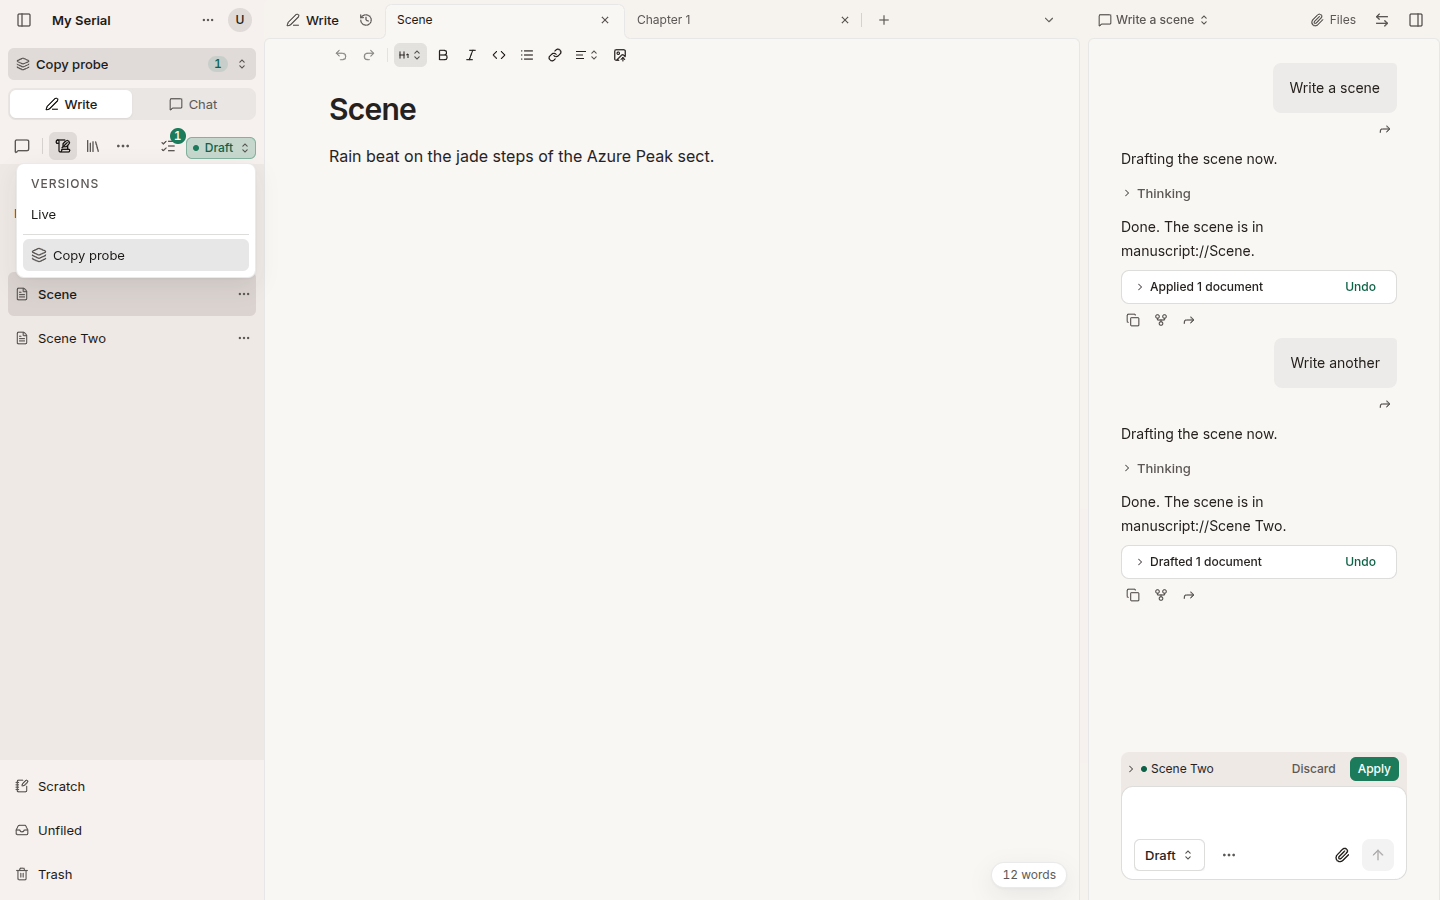 My Serial
U
Copy probe
1
Write
Chat
1
Draft
VERSIONS
Live
Copy probe
Scene
Scene Two
Scratch
Unfiled
Trash
Write
Scene
Chapter 1
H1
Scene
Rain beat on the jade steps of the Azure Peak sect.
12 words
Write a scene
Files
Write a scene
Drafting the scene now.
Thinking
Done. The scene is in
manuscript://Scene.
Applied 1 document
Undo
Write another
Drafting the scene now.
Thinking
Done. The scene is in
manuscript://Scene Two.
Drafted 1 document
Undo
Scene Two
Discard
Apply
Draft